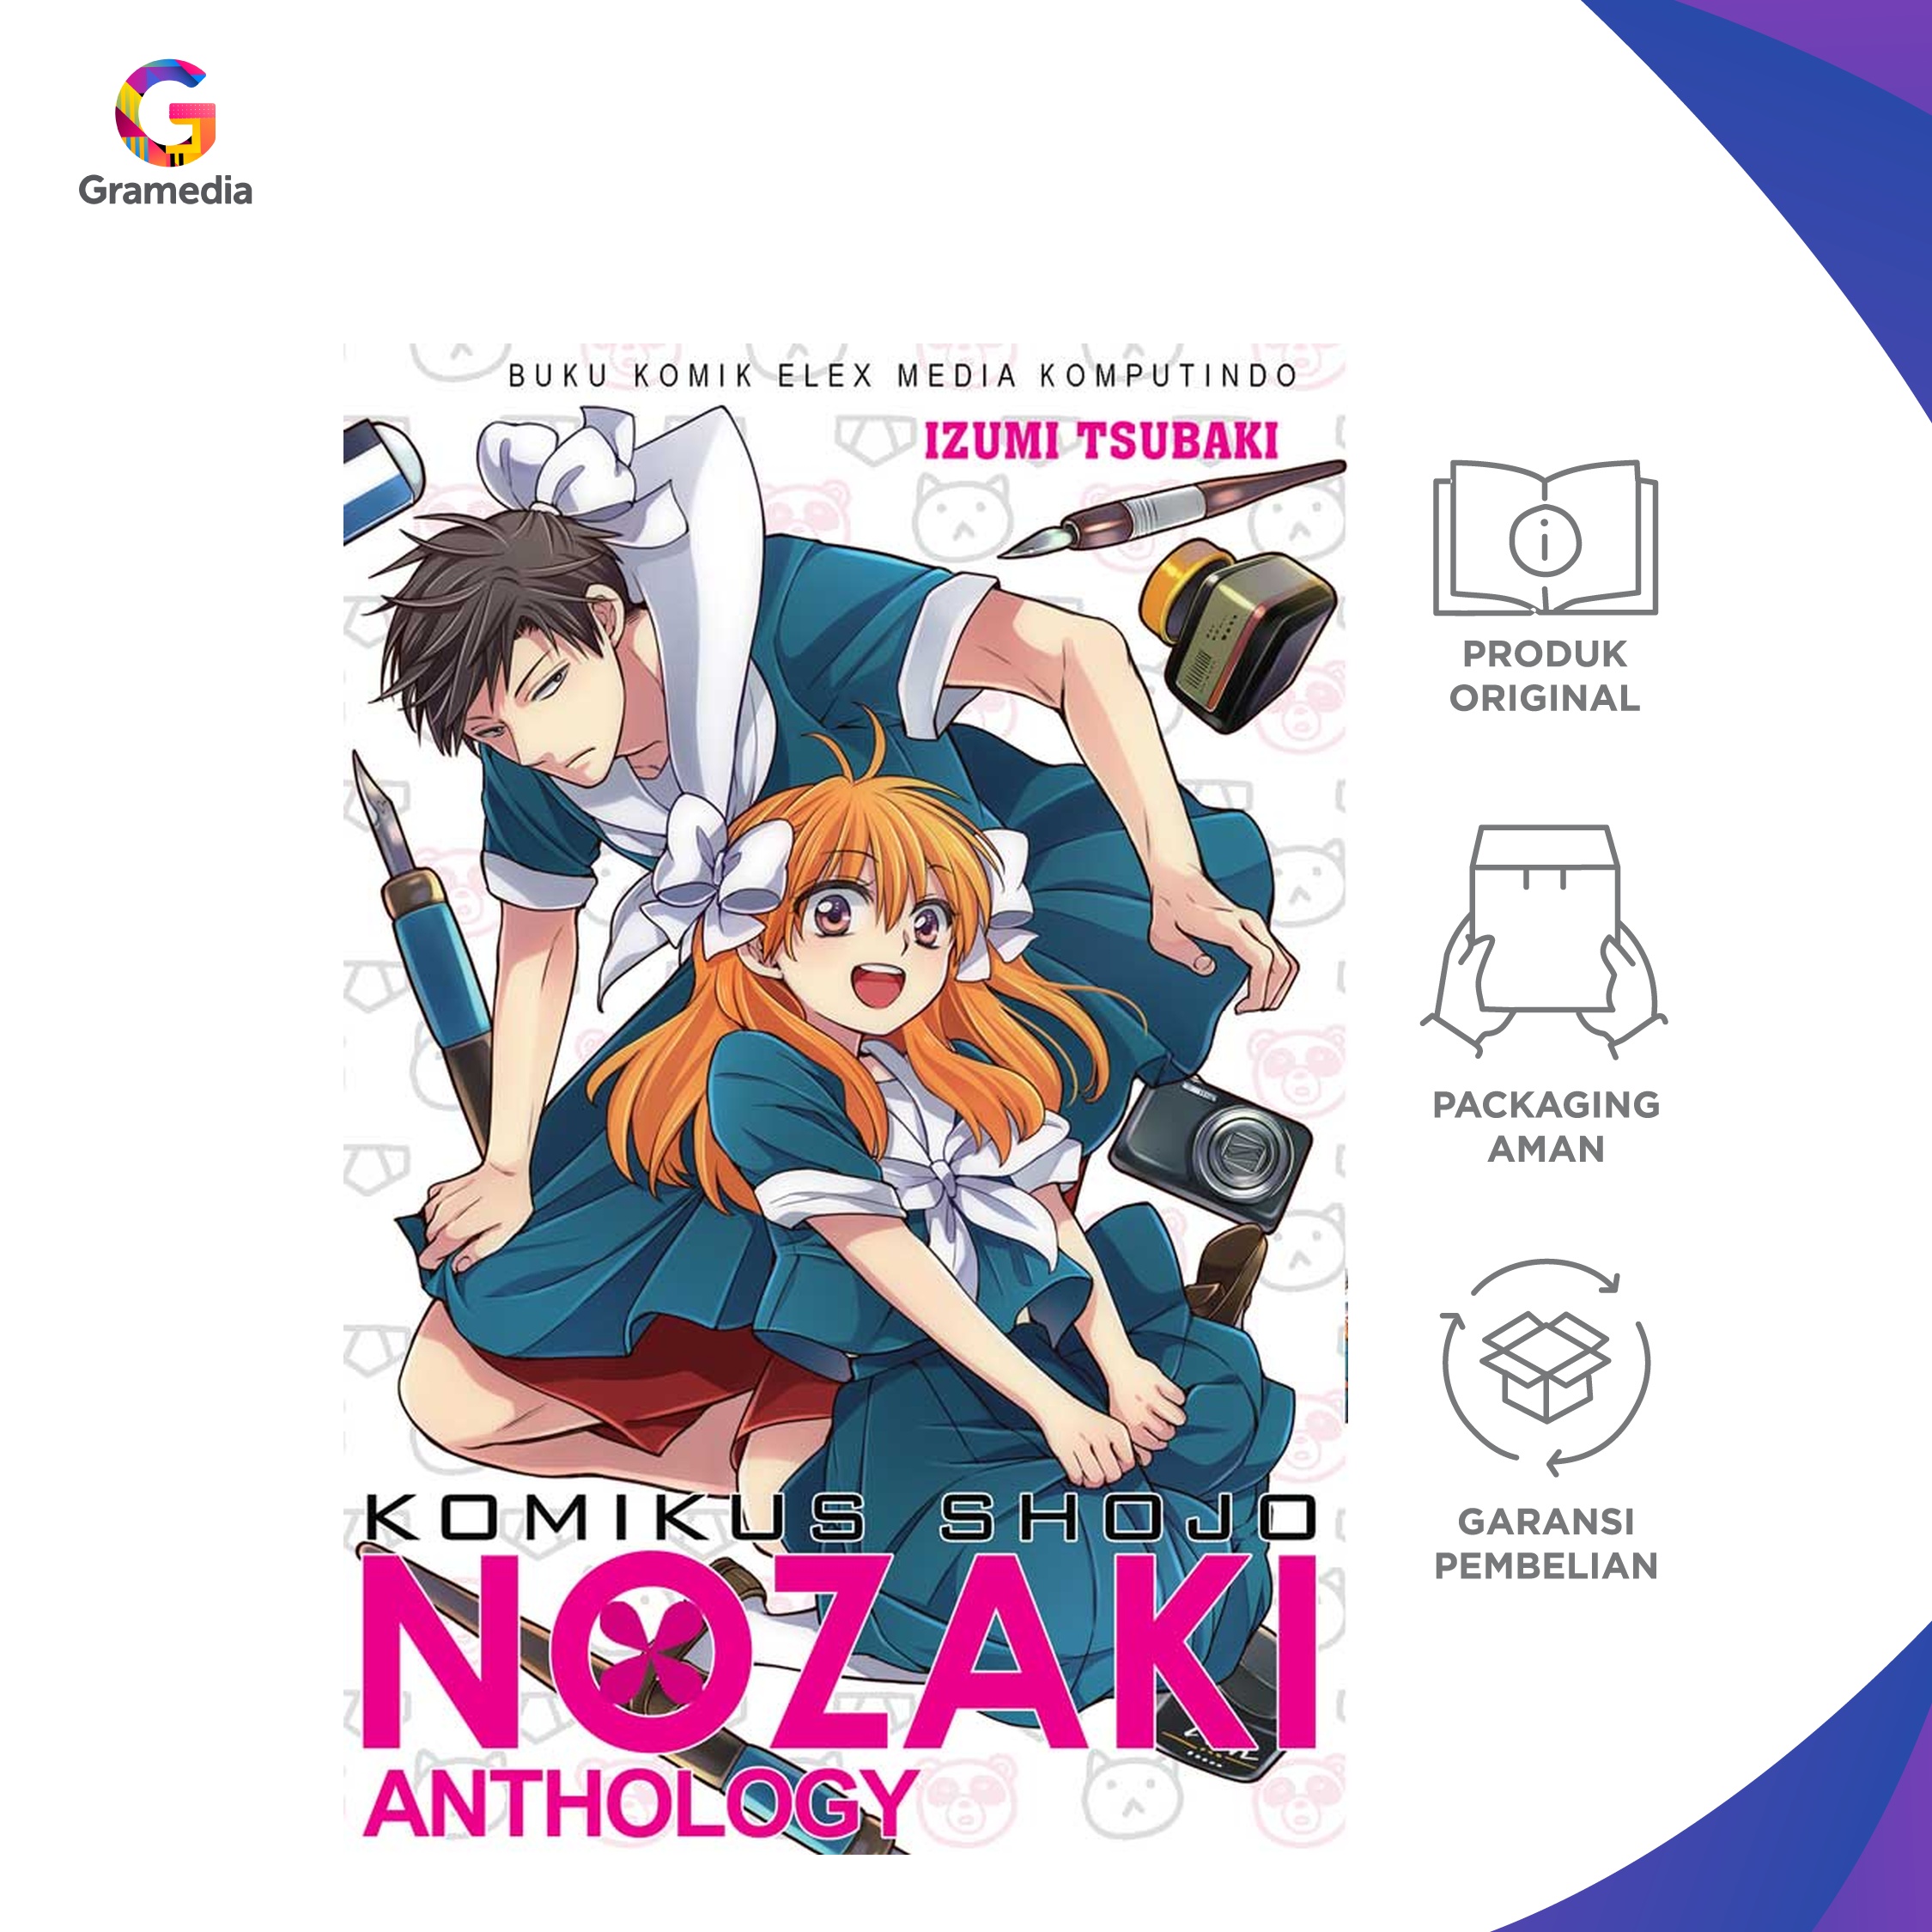 Gramedia
BUKU KOMIK ELEX MEDIA KOMPUTINDO
IZUMI TSUBAKI
KOMIKUS SHOJO
NOZAKI
ANTHOLOGY
PRODUK
ORIGINAL
PACKAGING
AMAN
GARANSI
PEMBELIAN